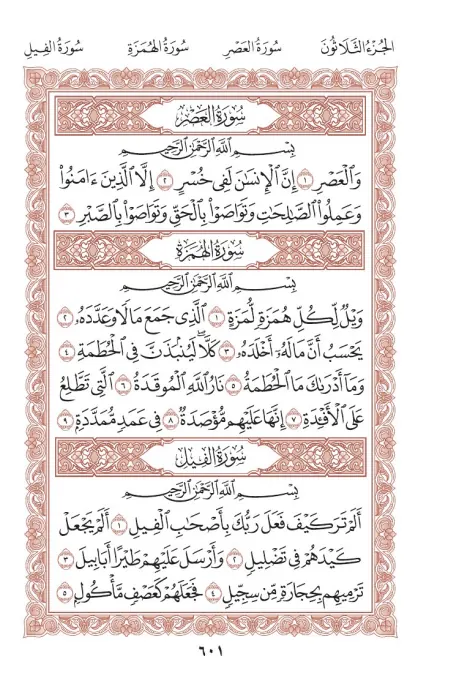 الجُزْءُ الثَّلَاثُونَ سُورَةُ العَصْرِ سُورَةُ الهُمَزَةِ سُورَةُ الفِيلِ
سُورَةُ العَصْرِ
بِسْمِ ٱللَّهِ ٱلرَّحْمَٰنِ ٱلرَّحِيمِ
وَٱلْعَصْرِ ١ إِنَّ ٱلْإِنسَٰنَ لَفِى خُسْرٍ ٢ إِلَّا ٱلَّذِينَ ءَامَنُوا۟
وَعَمِلُوا۟ ٱلصَّٰلِحَٰتِ وَتَوَاصَوْا۟ بِٱلْحَقِّ وَتَوَاصَوْا۟ بِٱلصَّبْرِ ٣
سُورَةُ الهُمَزَةِ
بِسْمِ ٱللَّهِ ٱلرَّحْمَٰنِ ٱلرَّحِيمِ
وَيْلٌ لِّكُلِّ هُمَزَةٍ لُّمَزَةٍ ١ ٱلَّذِى جَمَعَ مَالًا وَعَدَّدَهُۥ ٢
يَحْسَبُ أَنَّ مَالَهُۥٓ أَخْلَدَهُۥ ٣ كَلَّا ۖ لَيُنۢبَذَنَّ فِى ٱلْحُطَمَةِ ٤
وَمَآ أَدْرَىٰكَ مَا ٱلْحُطَمَةُ ٥ نَارُ ٱللَّهِ ٱلْمُوقَدَةُ ٦ ٱلَّتِى تَطَّلِعُ
عَلَى ٱلْأَفْـِٔدَةِ ٧ إِنَّهَا عَلَيْهِم مُّؤْصَدَةٌ ٨ فِى عَمَدٍ مُّمَدَّدَةٍۭ ٩
سُورَةُ الفِيلِ
بِسْمِ ٱللَّهِ ٱلرَّحْمَٰنِ ٱلرَّحِيمِ
أَلَمْ تَرَ كَيْفَ فَعَلَ رَبُّكَ بِأَصْحَٰبِ ٱلْفِيلِ ١ أَلَمْ يَجْعَلْ
كَيْدَهُمْ فِى تَضْلِيلٍ ٢ وَأَرْسَلَ عَلَيْهِمْ طَيْرًا أَبَابِيلَ ٣
تَرْمِيهِم بِحِجَارَةٍ مِّن سِجِّيلٍ ٤ فَجَعَلَهُمْ كَعَصْفٍ مَّأْكُولٍۭ ٥
٦٠١